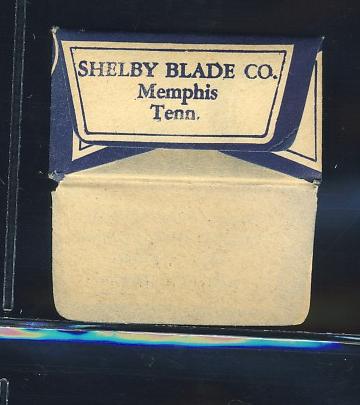 SHELBY BLADE CO.
Memphis
Tenn.